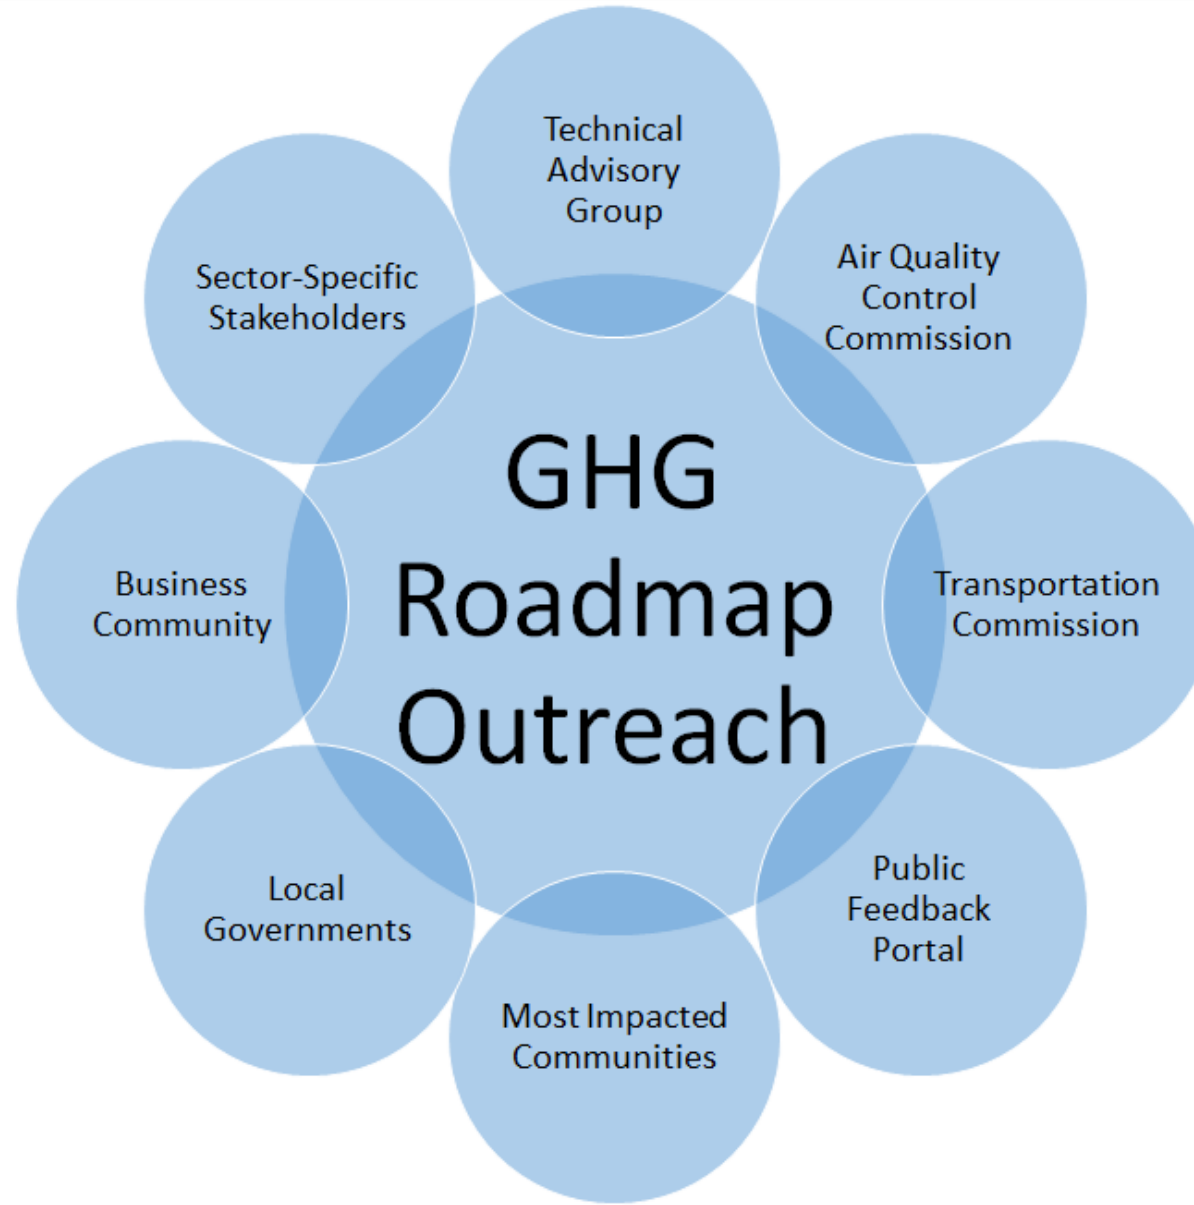 Technical
Advisory
Group
Air Quality
Control
Commission
Transportation
Commission
Public
Feedback
Portal
Most Impacted
Communities
Local
Governments
Business
Community
Sector-Specific
Stakeholders
GHG
Roadmap
Outreach